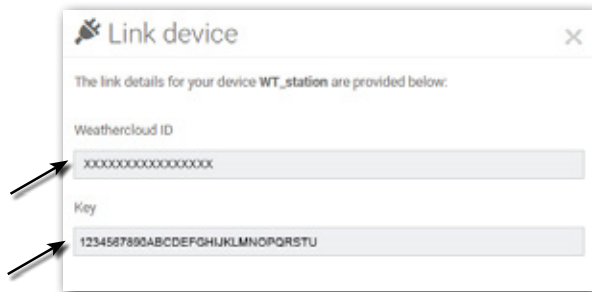 Link device
The link details for your device WT_station are provided below:
Weathercloud ID
XXXXXXXXXXXXXXXX
Key
1234567890ABCDEFGHIJKLMNOPQRSTU